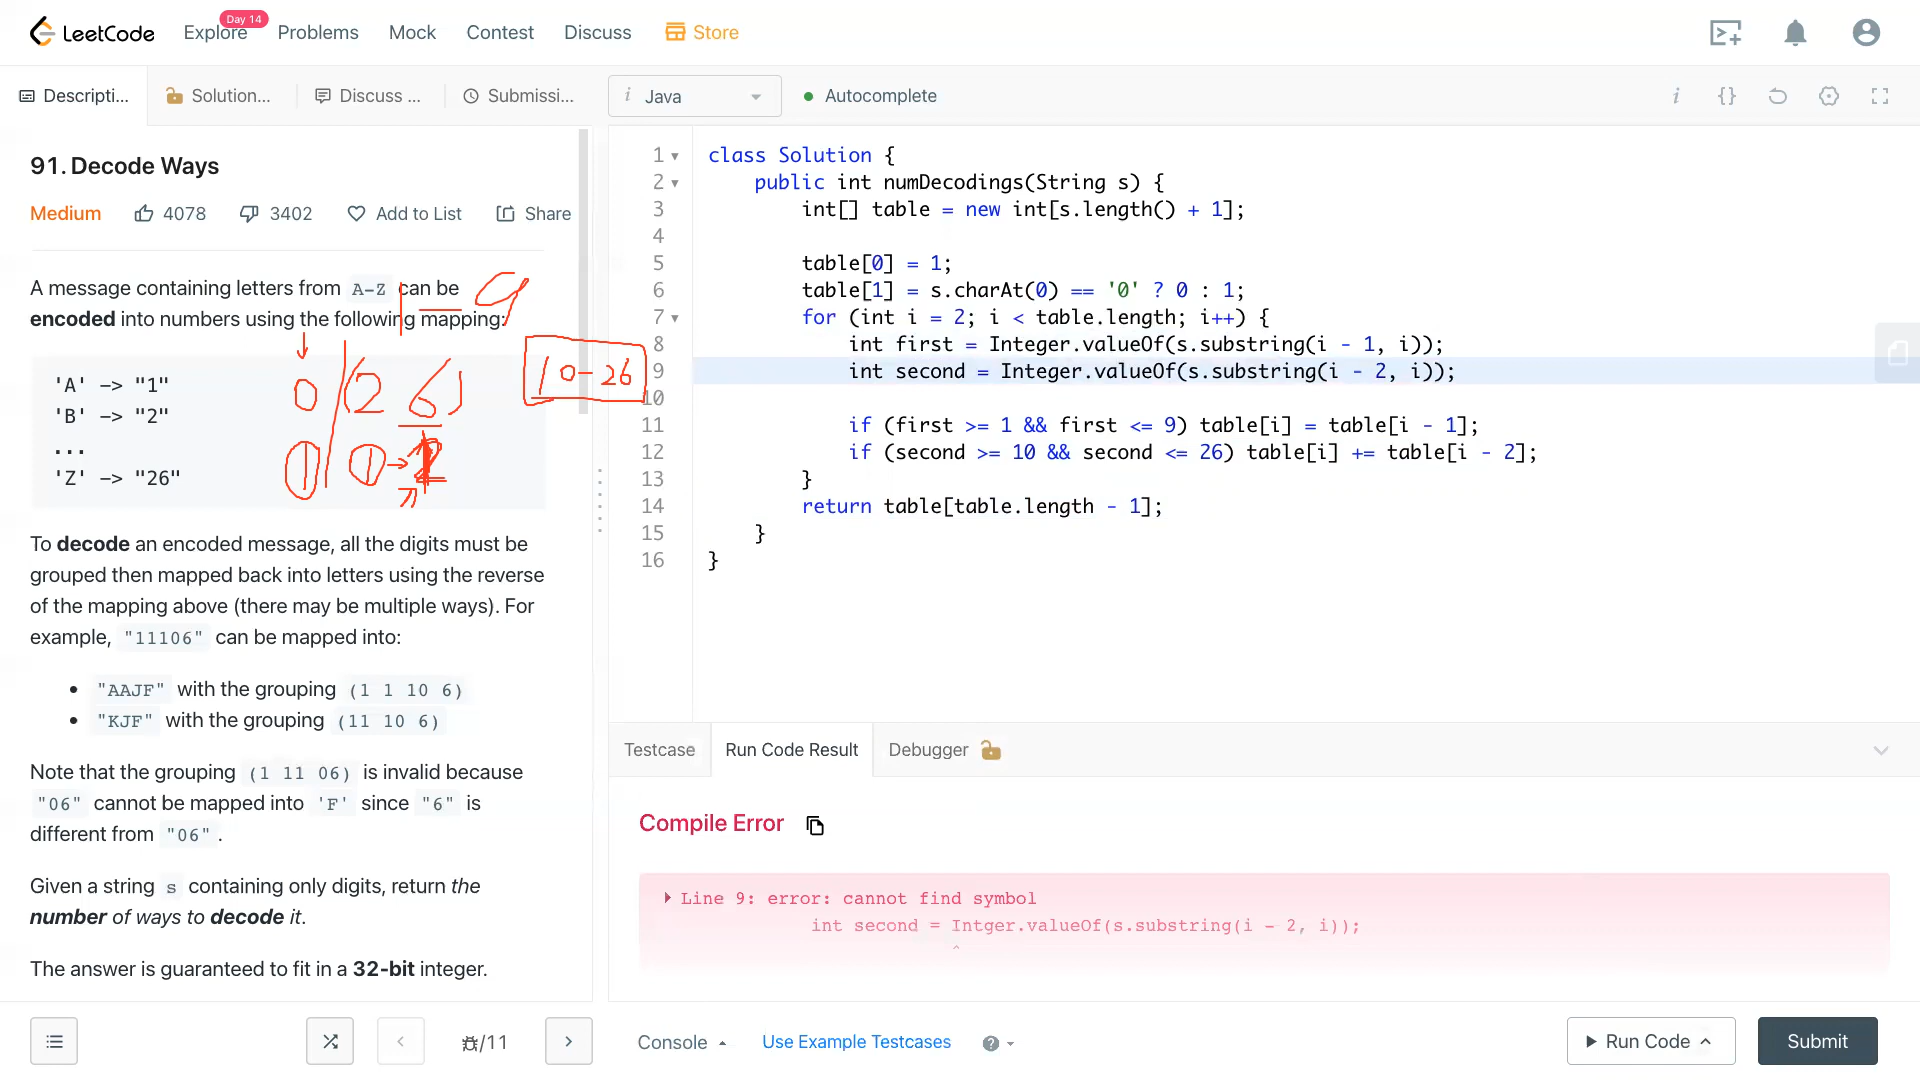 LeetCode
Explore
Day 14
Problems
Mock
Contest
Discuss
Store
Descripti...
Solution...
Discuss ...
Submissi...
i Java
Autocomplete
i
{}
91. Decode Ways
Medium
4078
3402
Add to List
Share
A message containing letters from A-Z can be
encoded into numbers using the following mapping:
'A' -> "1"
'B' -> "2"
...
'Z' -> "26"
0 2 6
1 1
10-26
To decode an encoded message, all the digits must be
grouped then mapped back into letters using the reverse
of the mapping above (there may be multiple ways). For
example, "11106" can be mapped into:
• "AAJF" with the grouping (1 1 10 6)
• "KJF" with the grouping (11 10 6)
Note that the grouping (1 11 06) is invalid because
"06" cannot be mapped into 'F' since "6" is
different from "06".
Given a string s containing only digits, return the
number of ways to decode it.
The answer is guaranteed to fit in a 32-bit integer.
/11
1 class Solution {
2 public int numDecodings(String s) {
3 int[] table = new int[s.length() + 1];
4
5 table[0] = 1;
6 table[1] = s.charAt(0) == '0' ? 0 : 1;
7 for (int i = 2; i < table.length; i++) {
8 int first = Integer.valueOf(s.substring(i - 1, i));
9 int second = Integer.valueOf(s.substring(i - 2, i));
10
11 if (first >= 1 && first <= 9) table[i] = table[i - 1];
12 if (second >= 10 && second <= 26) table[i] += table[i - 2];
13 }
14 return table[table.length - 1];
15 }
16 }
Testcase
Run Code Result
Debugger
Compile Error
Line 9: error: cannot find symbol
int second = Intger.valueOf(s.substring(i - 2, i));
^
Console
Use Example Testcases
?
Run Code
Submit